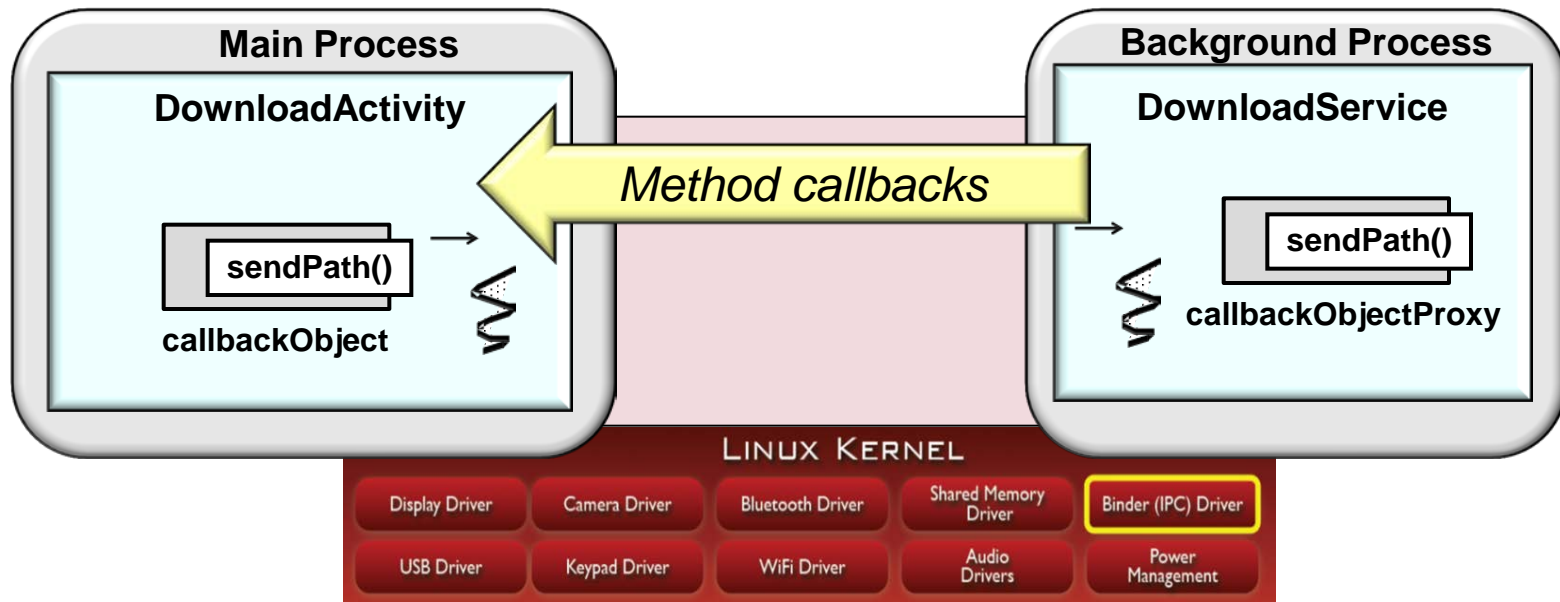 Main Process
DownloadActivity
sendPath()
callbackObject
Method callbacks
Background Process
DownloadService
sendPath()
callbackObjectProxy
LINUX KERNEL
Display Driver
Camera Driver
Bluetooth Driver
Shared Memory
Driver
Binder (IPC) Driver
USB Driver
Keypad Driver
WiFi Driver
Audio
Drivers
Power
Management